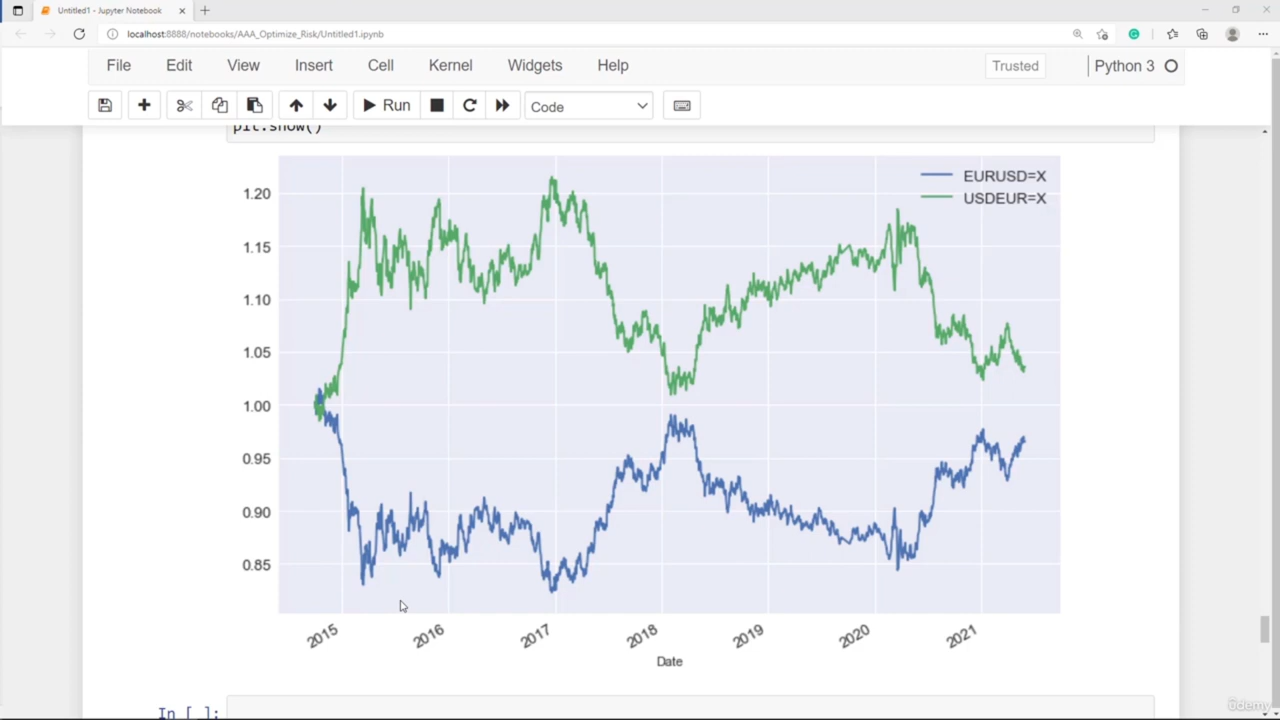 Untitled1 - Jupyter Notebook
localhost:8888/notebooks/AAA_Optimize_Risk/Untitled1.ipynb
File Edit View Insert Cell Kernel Widgets Help Trusted Python 3
Run Code
plt.show()
EURUSD=X
USDEUR=X
1.20
1.15
1.10
1.05
1.00
0.95
0.90
0.85
2015 2016 2017 2018 2019 2020 2021
Date
In [ ]:
ûdemy